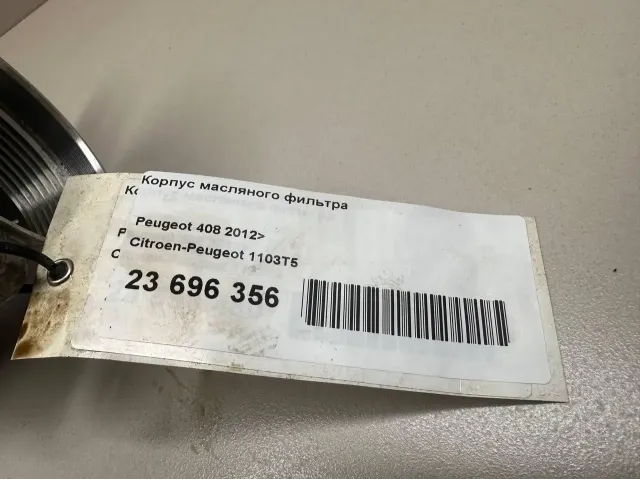 Корпус масляного фильтра
Peugeot 408 2012>
Citroen-Peugeot 1103T5
23 696 356